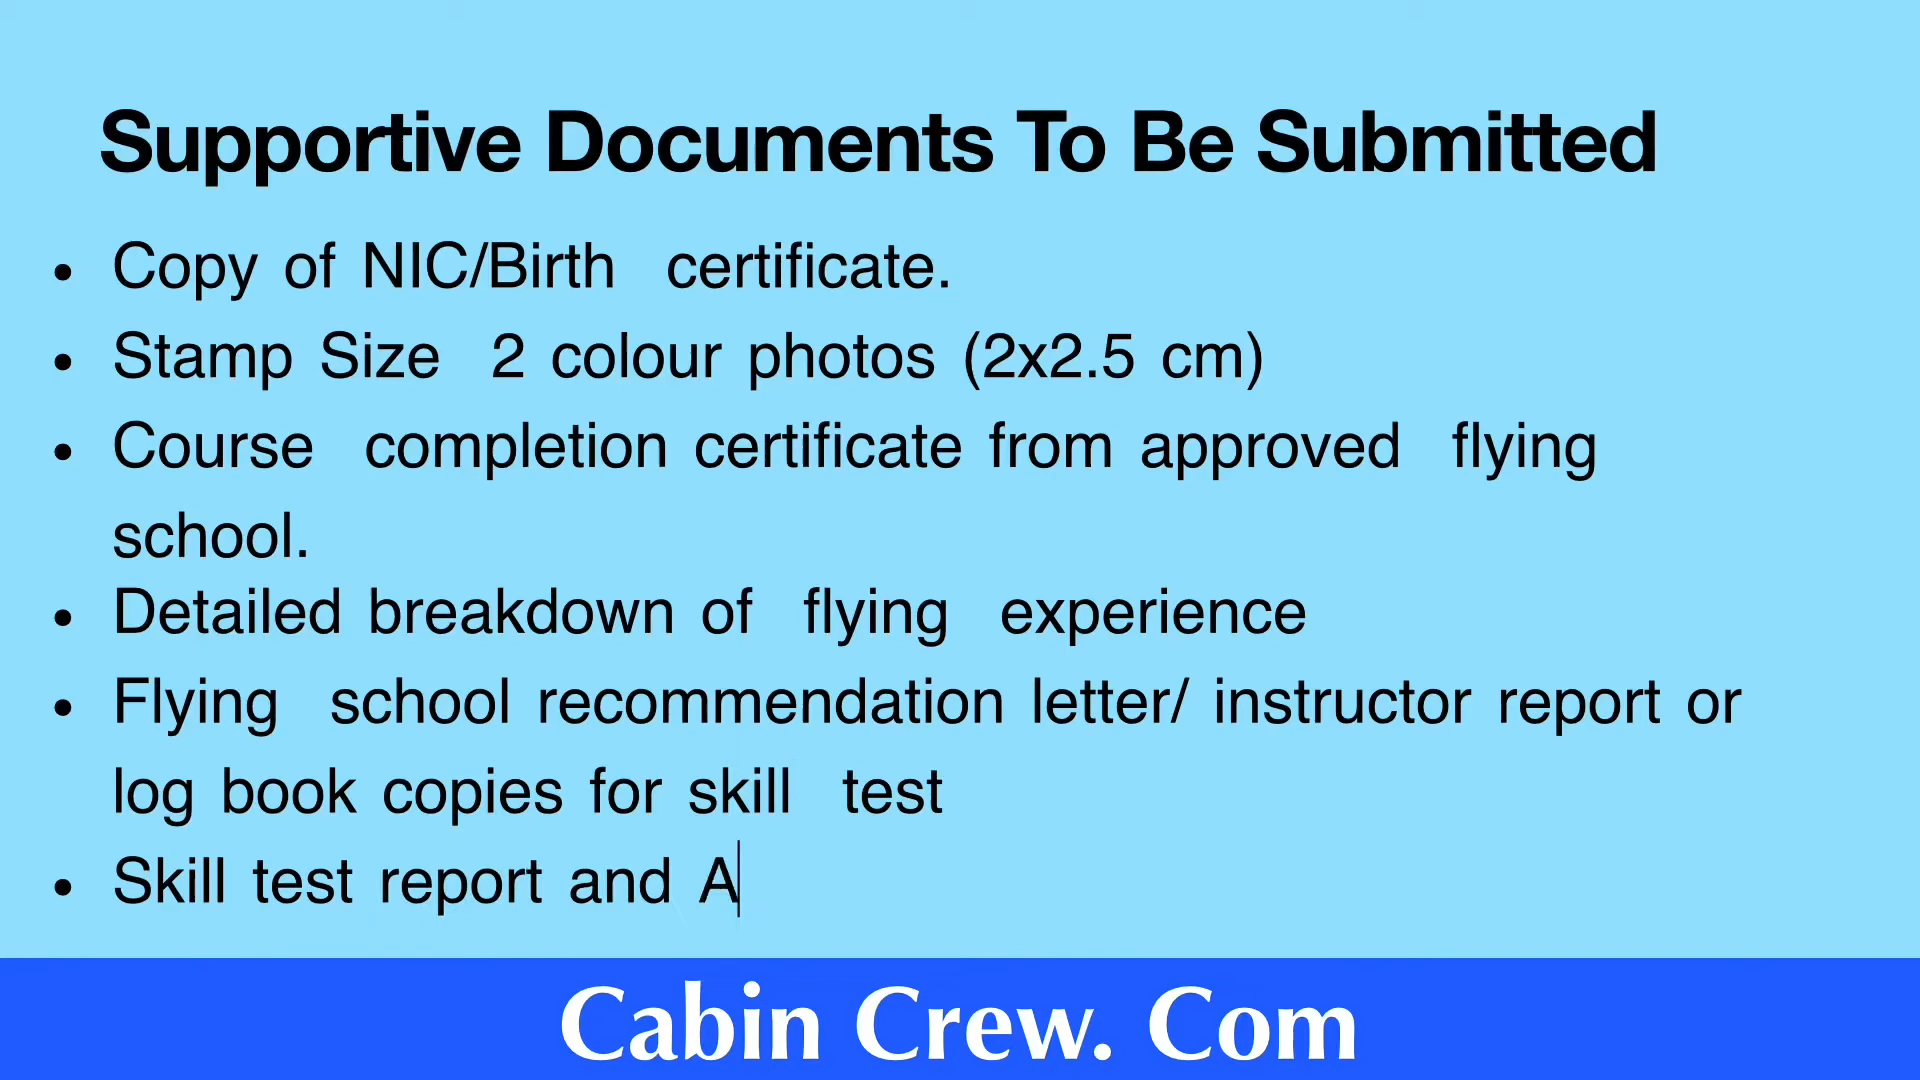 Supportive Documents To Be Submitted
• Copy of NIC/Birth certificate.
• Stamp Size 2 colour photos (2x2.5 cm)
• Course completion certificate from approved flying
school.
• Detailed breakdown of flying experience
• Flying school recommendation letter/ instructor report or
log book copies for skill test
• Skill test report and A
Cabin Crew. Com